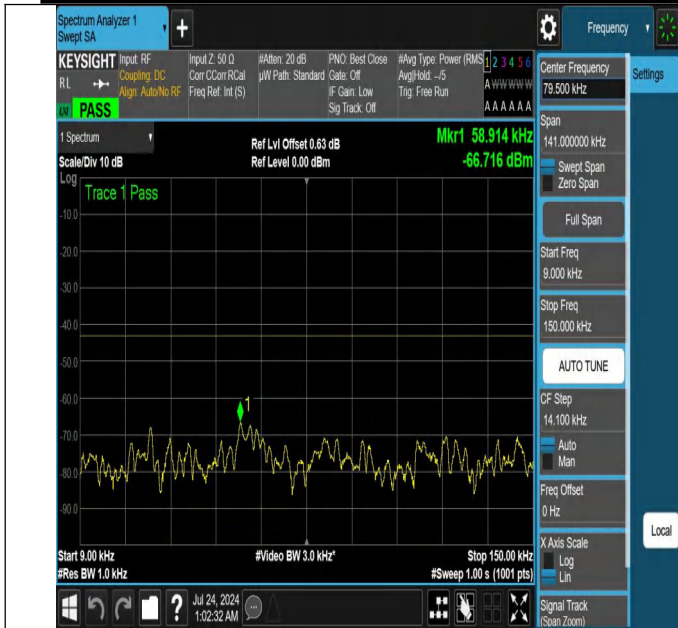 Spectrum Analyzer 1
Swept SA
+
Frequency
KEYSIGHT
RL
PASS
Input: RF
Coupling: DC
Align: Auto/No RF
Input Z: 50 Ω
Corr CCorr RCal
Freq Ref: Int (S)
#Atten: 20 dB
µW Path: Standard
PNO: Best Close
Gate: Off
IF Gain: Low
Sig Track: Off
#Avg Type: Power (RMS
Avg|Hold: --/5
Trig: Free Run
1 2 3 4 5 6
A W W W W W
A A A A A A
1 Spectrum
Scale/Div 10 dB
Ref Lvl Offset 0.63 dB
Ref Level 0.00 dBm
Mkr1 58.914 kHz
-66.716 dBm
Log
Trace 1 Pass
-10.0
-20.0
-30.0
-40.0
-50.0
-60.0
-70.0
-80.0
-90.0
1
Start 9.00 kHz
#Video BW 3.0 kHz*
Stop 150.00 kHz
#Res BW 1.0 kHz
#Sweep 1.00 s (1001 pts)
?
Jul 24, 2024
1:02:32 AM
Center Frequency
79.500 kHz
Settings
Span
141.000000 kHz
Swept Span
Zero Span
Full Span
Start Freq
9.000 kHz
Stop Freq
150.000 kHz
AUTO TUNE
CF Step
14.100 kHz
Auto
Man
Freq Offset
0 Hz
Local
X Axis Scale
Log
Lin
Signal Track
(Span Zoom)